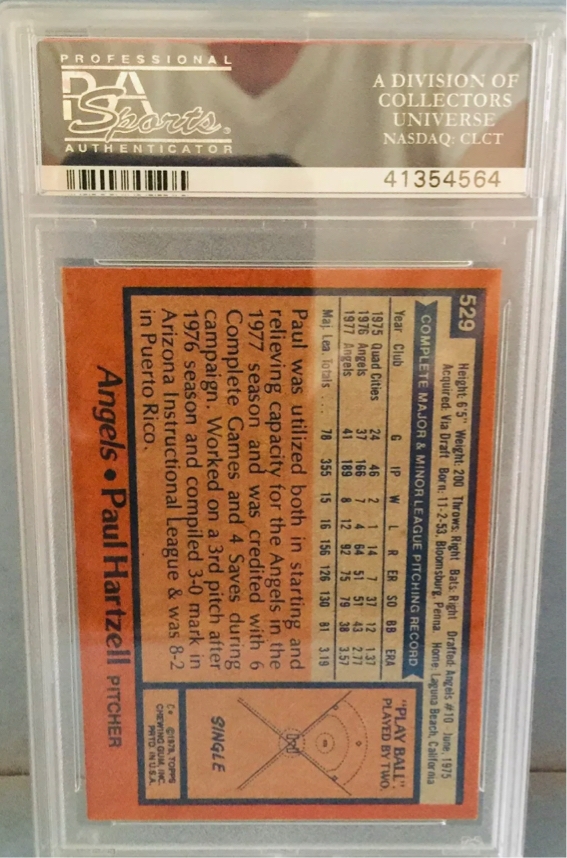 PROFESSIONAL
PSA
Sports
AUTHENTICATOR
A DIVISION OF
COLLECTORS
UNIVERSE
NASDAQ: CLCT
41354564
529
Height: 6'5" Weight: 200 Throws: Right Bats: Right Drafted: Angels #10 - June, 1975
Acquired: Via Draft Born: 11-2-53, Bloomsburg, Penna. Home: Laguna Beach, California
COMPLETE MAJOR & MINOR LEAGUE PITCHING RECORD
Year Club G IP W L R ER SO BB ERA
1975 Quad Cities 24 46 2 1 14 7 37 12 1.37
1976 Angels 37 166 7 4 64 51 51 43 2.77
1977 Angels 41 189 8 12 92 75 79 38 3.57
Maj. Lea. Totals ... 78 355 15 16 156 126 130 81 3.19
Paul was utilized both in starting and
relieving capacity for the Angels in the
1977 season and was credited with 6
Complete Games and 4 Saves during
campaign. Worked on a 3rd pitch after
1976 season and compiled 3-0 mark in
Arizona Instructional League & was 8-2
in Puerto Rico.
"PLAY BALL"
PLAYED BY TWO.
SINGLE
©1978, TOPPS
CHEWING GUM, INC.
PRTD. IN U.S.A.
Angels • Paul Hartzell PITCHER